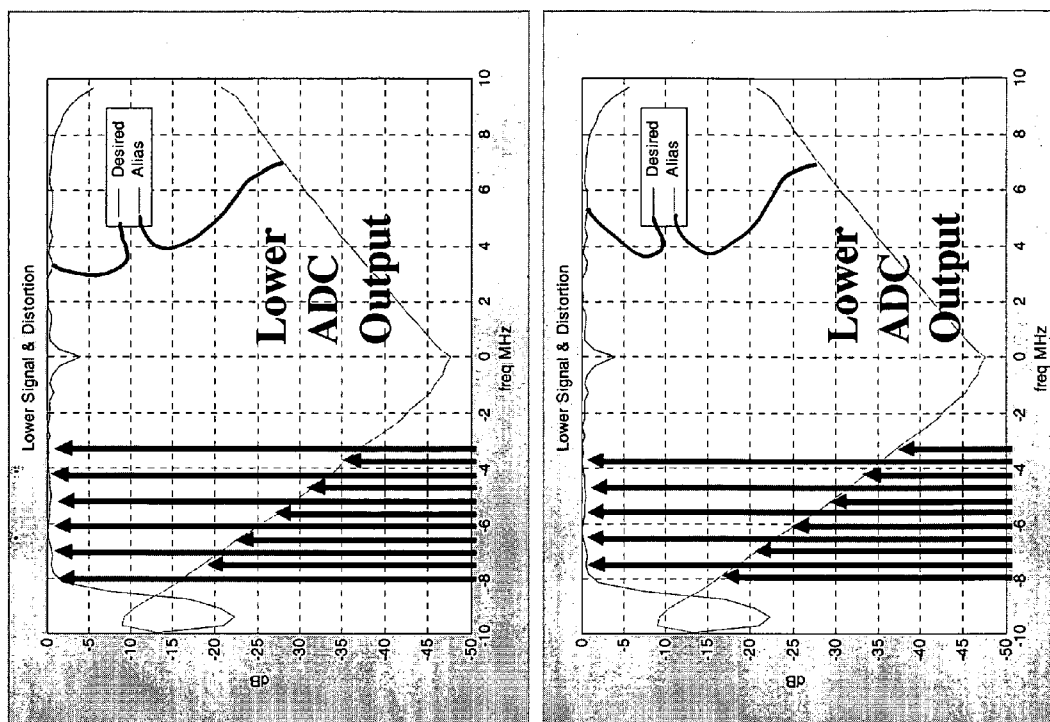 Lower Signal & Distortion
0
-5
-10
-15
-20
-25
-30
-35
-40
-45
-50
dB
-10
-8
-6
-4
-2
0
2
4
6
8
10
freq MHz
Desired
Alias
Lower
ADC
Output
Lower Signal & Distortion
0
-5
-10
-15
-20
-25
-30
-35
-40
-45
-50
dB
-10
-8
-6
-4
-2
0
2
4
6
8
10
freq MHz
Desired
Alias
Lower
ADC
Output